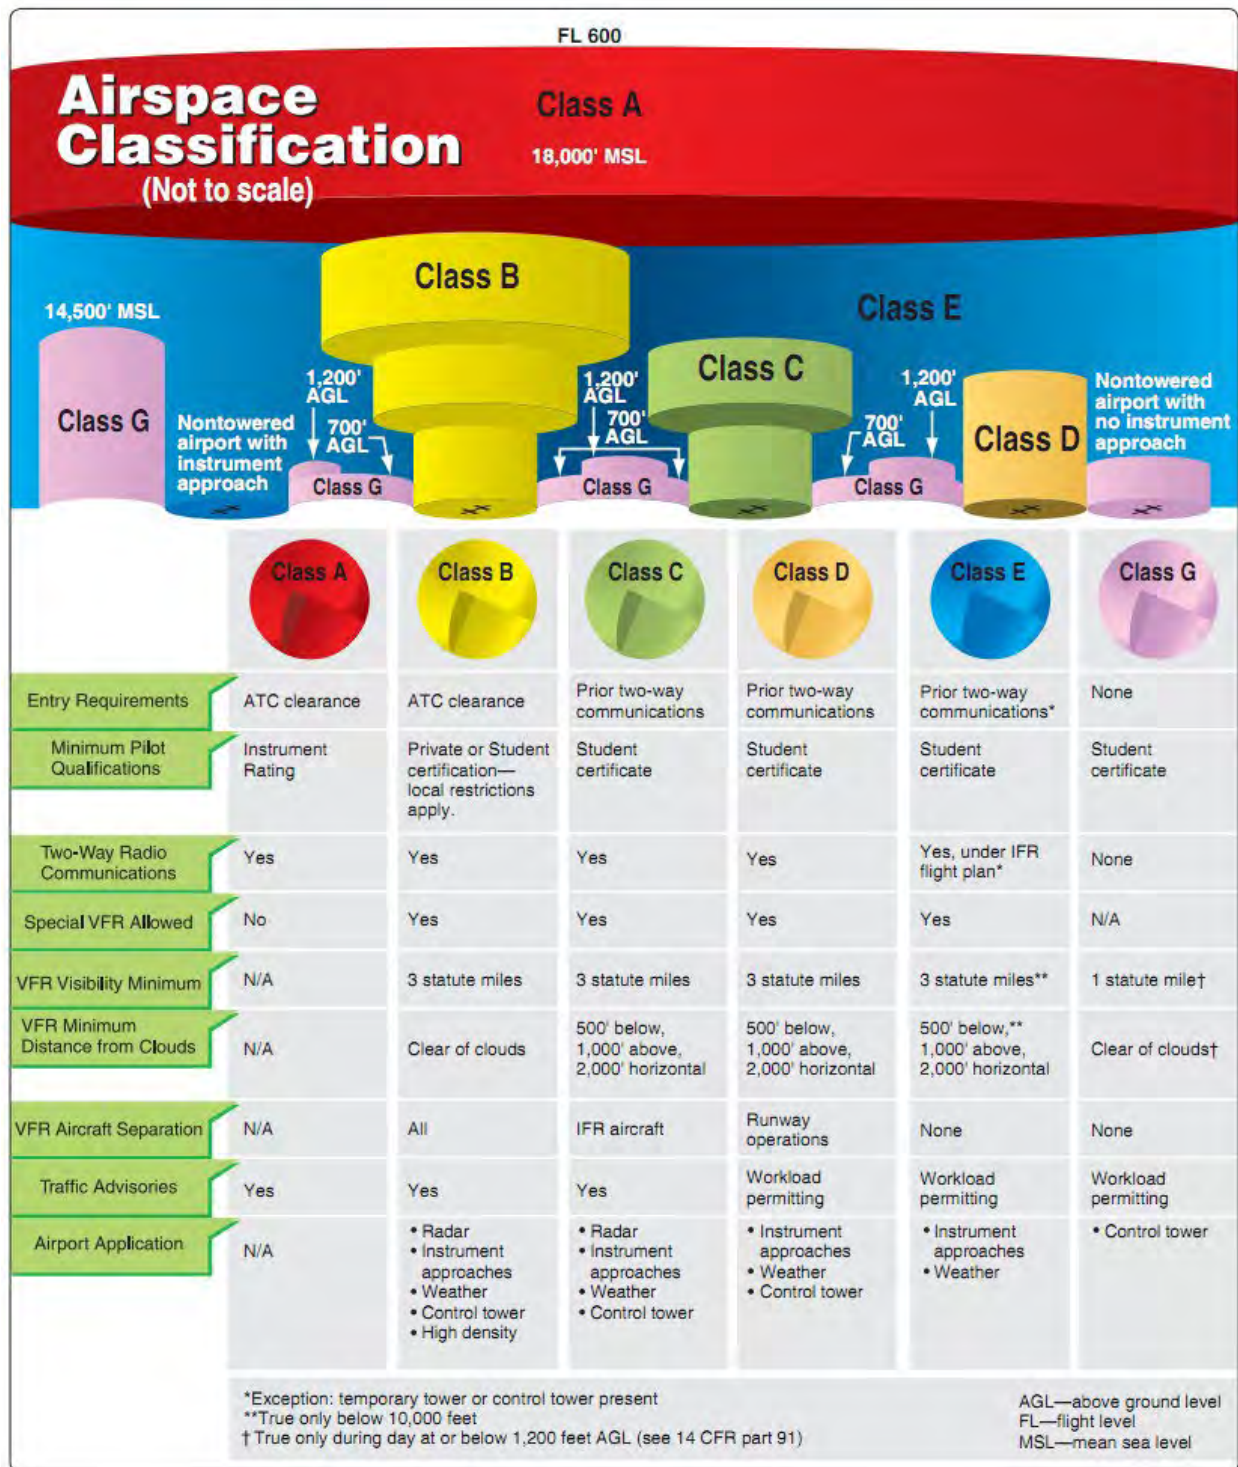 FL 600
Airspace
Classification
(Not to scale)
Class A
18,000' MSL
Class B
Class E
14,500' MSL
Class G
Nontowered
airport with
instrument
approach
1,200'
AGL
700'
AGL
Class G
1,200'
AGL
700'
AGL
Class G
Class C
700'
AGL
1,200'
AGL
Class G
Class D
Nontowered
airport with
no instrument
approach
Class A
Class B
Class C
Class D
Class E
Class G
Entry Requirements
ATC clearance
ATC clearance
Prior two-way
communications
Prior two-way
communications
Prior two-way
communications*
None
Minimum Pilot
Qualifications
Instrument
Rating
Private or Student
certification—
local restrictions
apply.
Student
certificate
Student
certificate
Student
certificate
Student
certificate
Two-Way Radio
Communications
Yes
Yes
Yes
Yes
Yes, under IFR
flight plan*
None
Special VFR Allowed
No
Yes
Yes
Yes
Yes
N/A
VFR Visibility Minimum
N/A
3 statute miles
3 statute miles
3 statute miles
3 statute miles**
1 statute mile†
VFR Minimum
Distance from Clouds
N/A
Clear of clouds
500' below,
1,000' above,
2,000' horizontal
500' below,
1,000' above,
2,000' horizontal
500' below,**
1,000' above,
2,000' horizontal
Clear of clouds†
VFR Aircraft Separation
N/A
All
IFR aircraft
Runway
operations
None
None
Traffic Advisories
Yes
Yes
Yes
Workload
permitting
Workload
permitting
Workload
permitting
Airport Application
N/A
• Radar
• Instrument
approaches
• Weather
• Control tower
• High density
• Radar
• Instrument
approaches
• Weather
• Control tower
• Instrument
approaches
• Weather
• Control tower
• Instrument
approaches
• Weather
• Control tower
*Exception: temporary tower or control tower present
**True only below 10,000 feet
† True only during day at or below 1,200 feet AGL (see 14 CFR part 91)
AGL—above ground level
FL—flight level
MSL—mean sea level